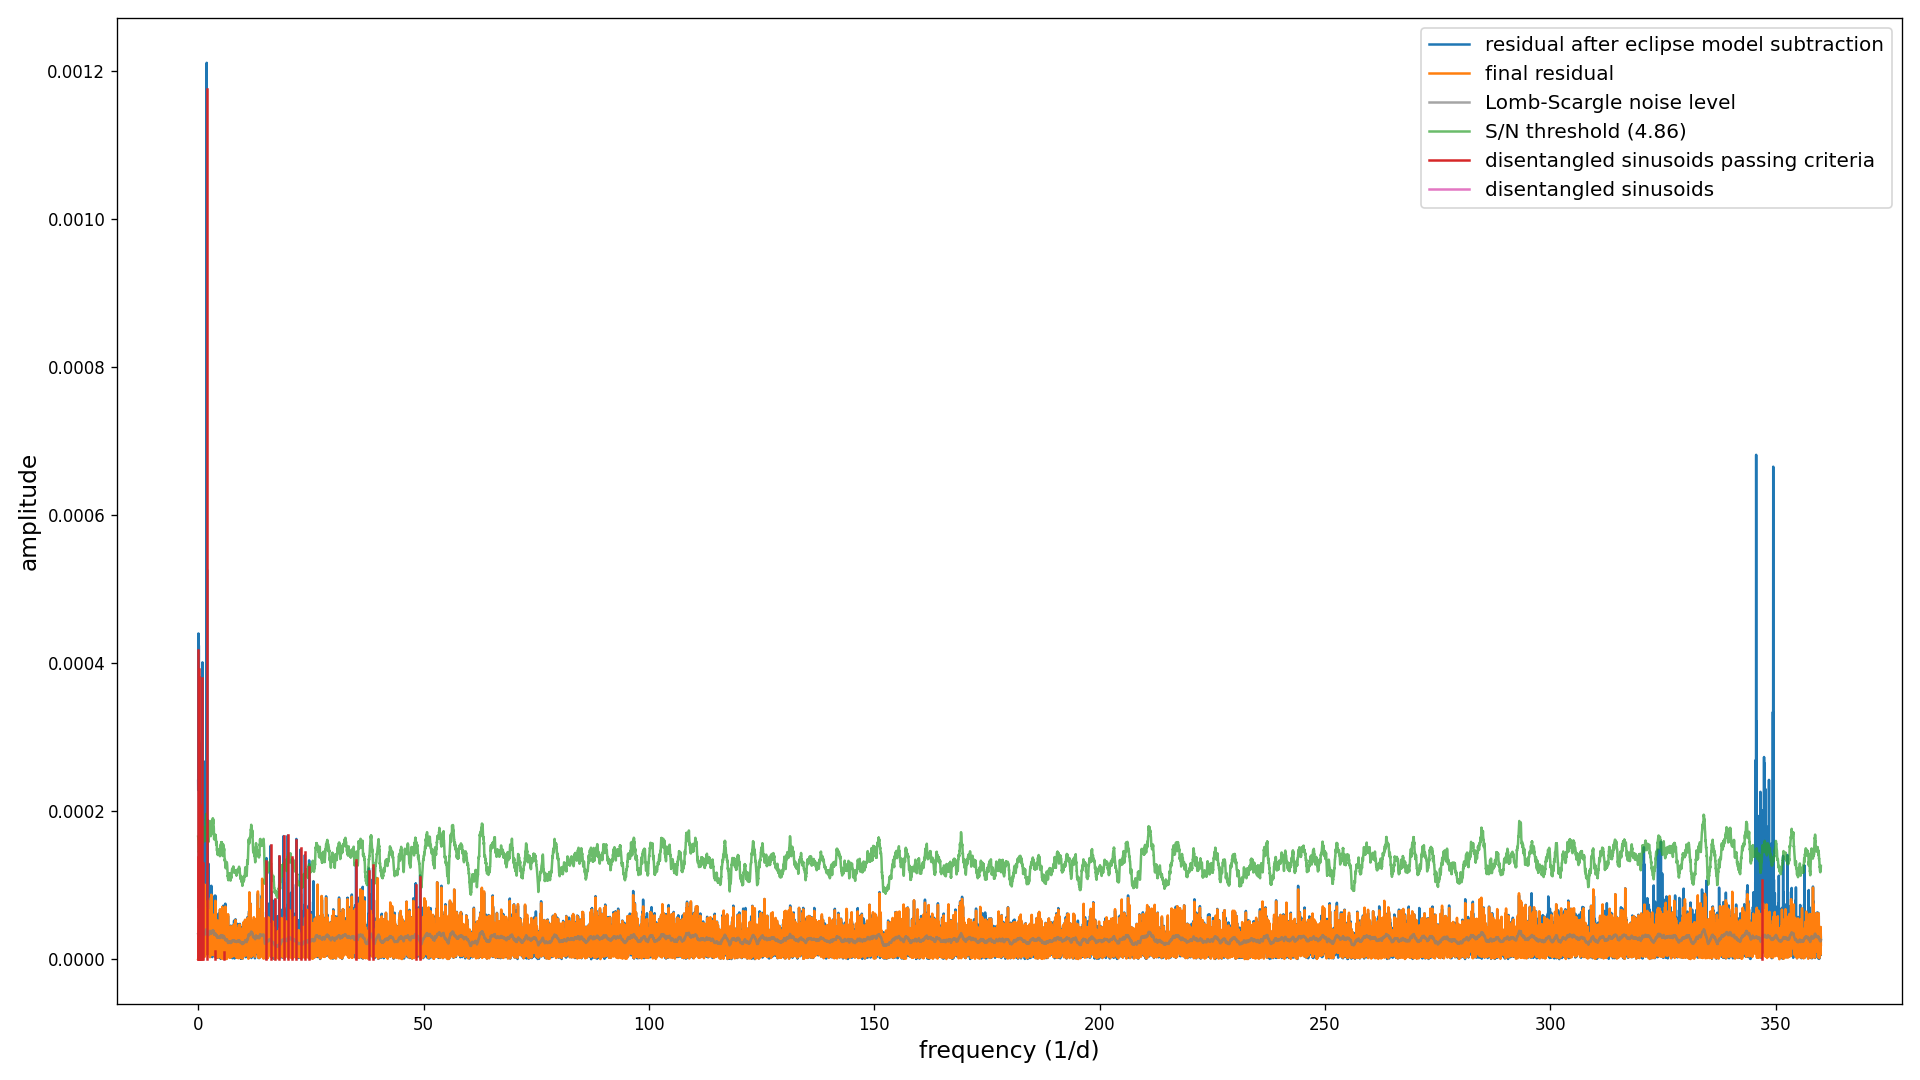 residual after eclipse model subtraction
final residual
Lomb-Scargle noise level
S/N threshold (4.86)
disentangled sinusoids passing criteria
disentangled sinusoids
0.0012
0.0010
0.0008
0.0006
0.0004
0.0002
0.0000
amplitude
0 50 100 150 200 250 300 350
frequency (1/d)